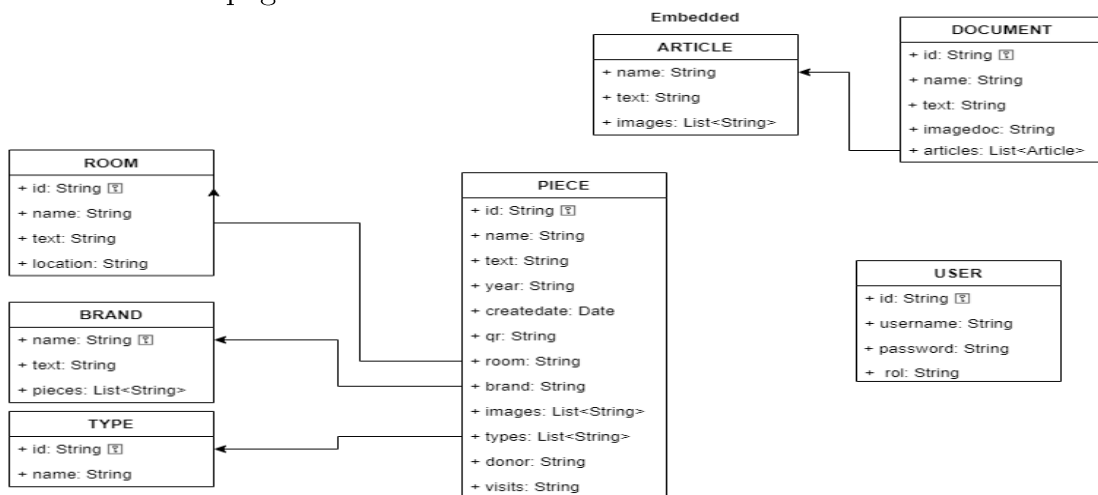 Embedded
ARTICLE
+ name: String
+ text: String
+ images: List<String>
DOCUMENT
+ id: String
+ name: String
+ text: String
+ imagedoc: String
+ articles: List<Article>
ROOM
+ id: String
+ name: String
+ text: String
+ location: String
BRAND
+ name: String
+ text: String
+ pieces: List<String>
TYPE
+ id: String
+ name: String
PIECE
+ id: String
+ name: String
+ text: String
+ year: String
+ createdate: Date
+ qr: String
+ room: String
+ brand: String
+ images: List<String>
+ types: List<String>
+ donor: String
+ visits: String
USER
+ id: String
+ username: String
+ password: String
+ rol: String